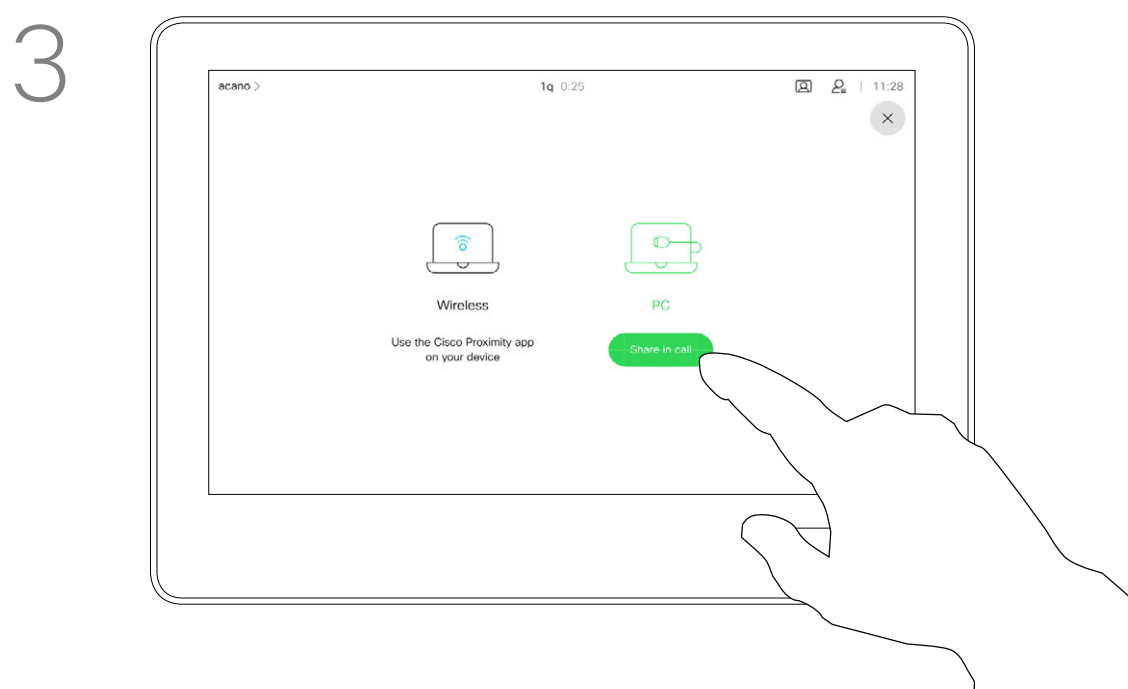 3
acano >
1q 0:25
11:28
Wireless
PC
Use the Cisco Proximity app
on your device
Share in call